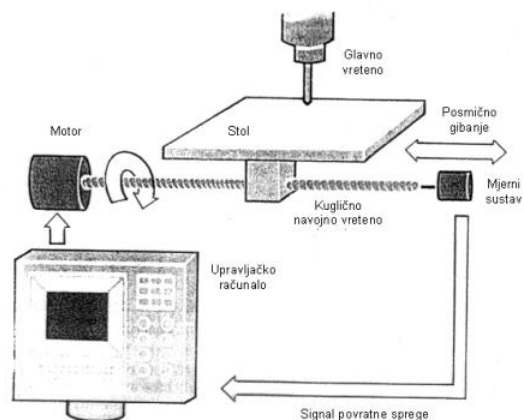 Glavno
vreteno
Posmično
gibanje
Motor
Stol
Mjerni
sustav
Kuglično
navojno vreteno
Upravljačko
računalo
Signal povratne sprege